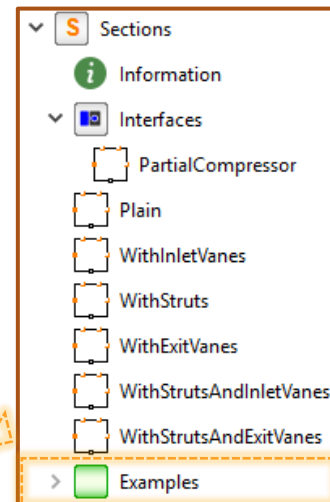 S Sections
i Information
Interfaces
PartialCompressor
Plain
WithInletVanes
WithStruts
WithExitVanes
WithStrutsAndInletVanes
WithStrutsAndExitVanes
Examples